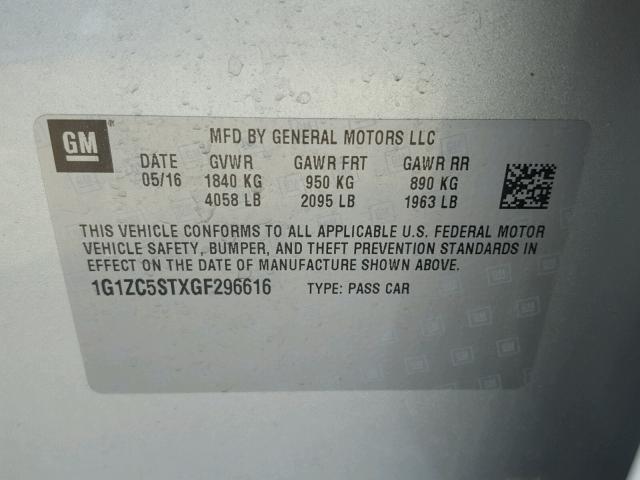 GM
MFD BY GENERAL MOTORS LLC
DATE GVWR GAWR FRT GAWR RR
05/16 1840 KG 950 KG 890 KG
4058 LB 2095 LB 1963 LB
THIS VEHICLE CONFORMS TO ALL APPLICABLE U.S. FEDERAL MOTOR
VEHICLE SAFETY, BUMPER, AND THEFT PREVENTION STANDARDS IN
EFFECT ON THE DATE OF MANUFACTURE SHOWN ABOVE.
1G1ZC5STXGF296616 TYPE: PASS CAR